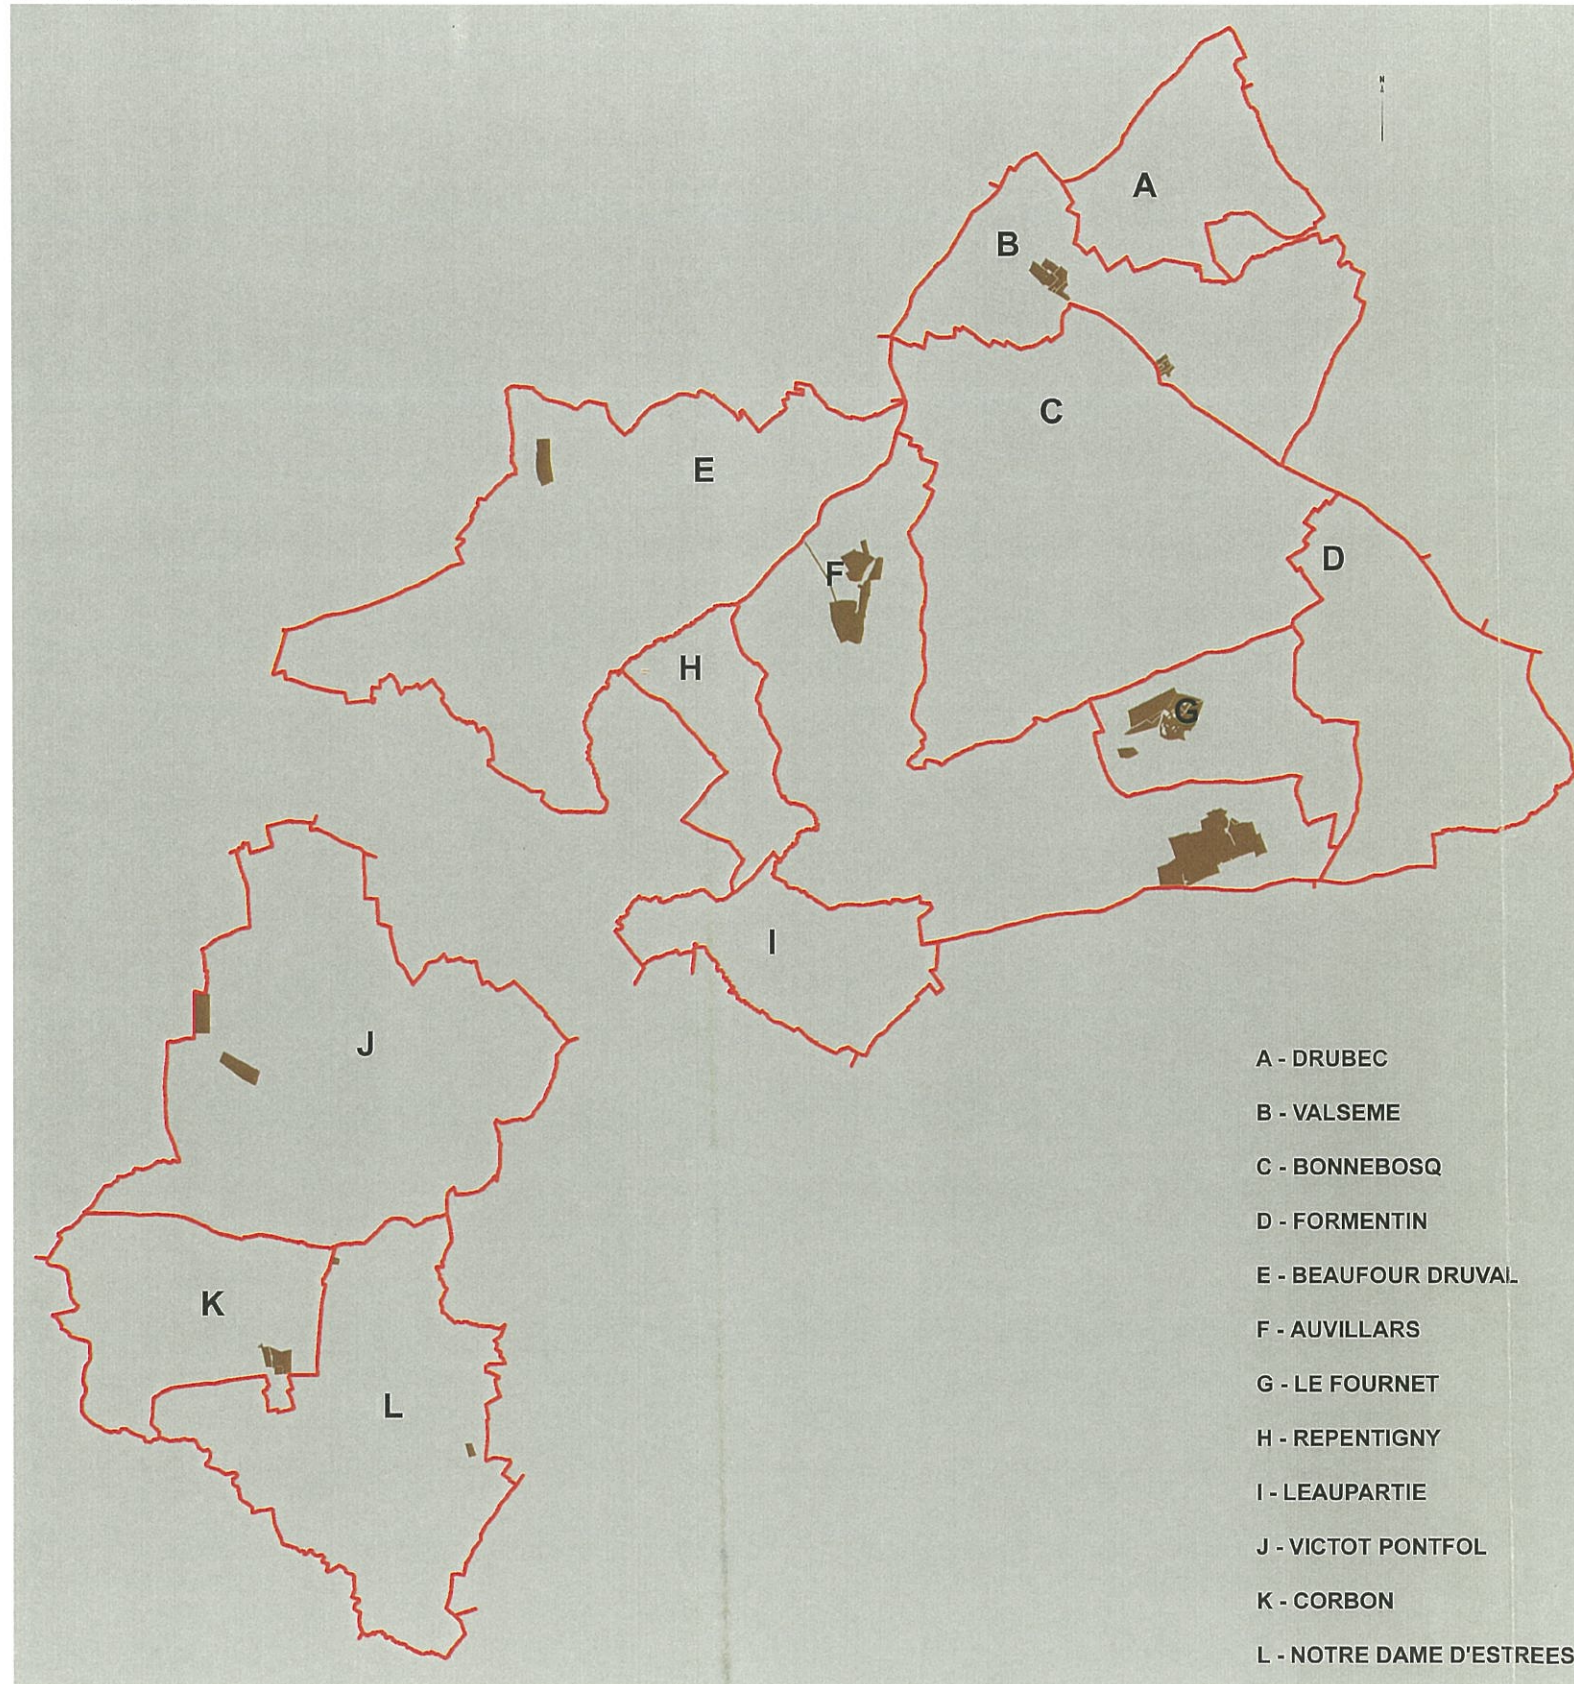 N
A
B
C
E
D
F
H
G
I
J
K
L
A - DRUBEC
B - VALSEME
C - BONNEBOSQ
D - FORMENTIN
E - BEAUFOUR DRUVAL
F - AUVILLARS
G - LE FOURNET
H - REPENTIGNY
I - LEAUPARTIE
J - VICTOT PONTFOL
K - CORBON
L - NOTRE DAME D'ESTREES